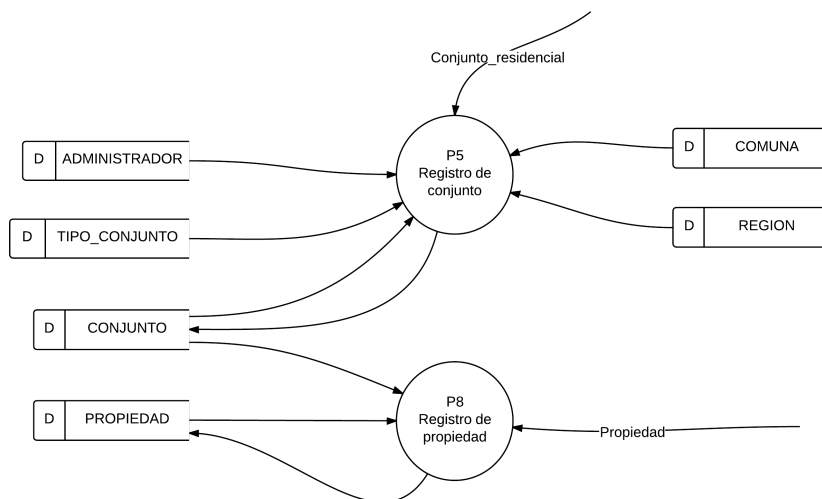 Conjunto_residencial
P5
Registro de
conjunto
D ADMINISTRADOR
D COMUNA
D TIPO_CONJUNTO
D REGION
D CONJUNTO
P8
Registro de
propiedad
D PROPIEDAD
Propiedad